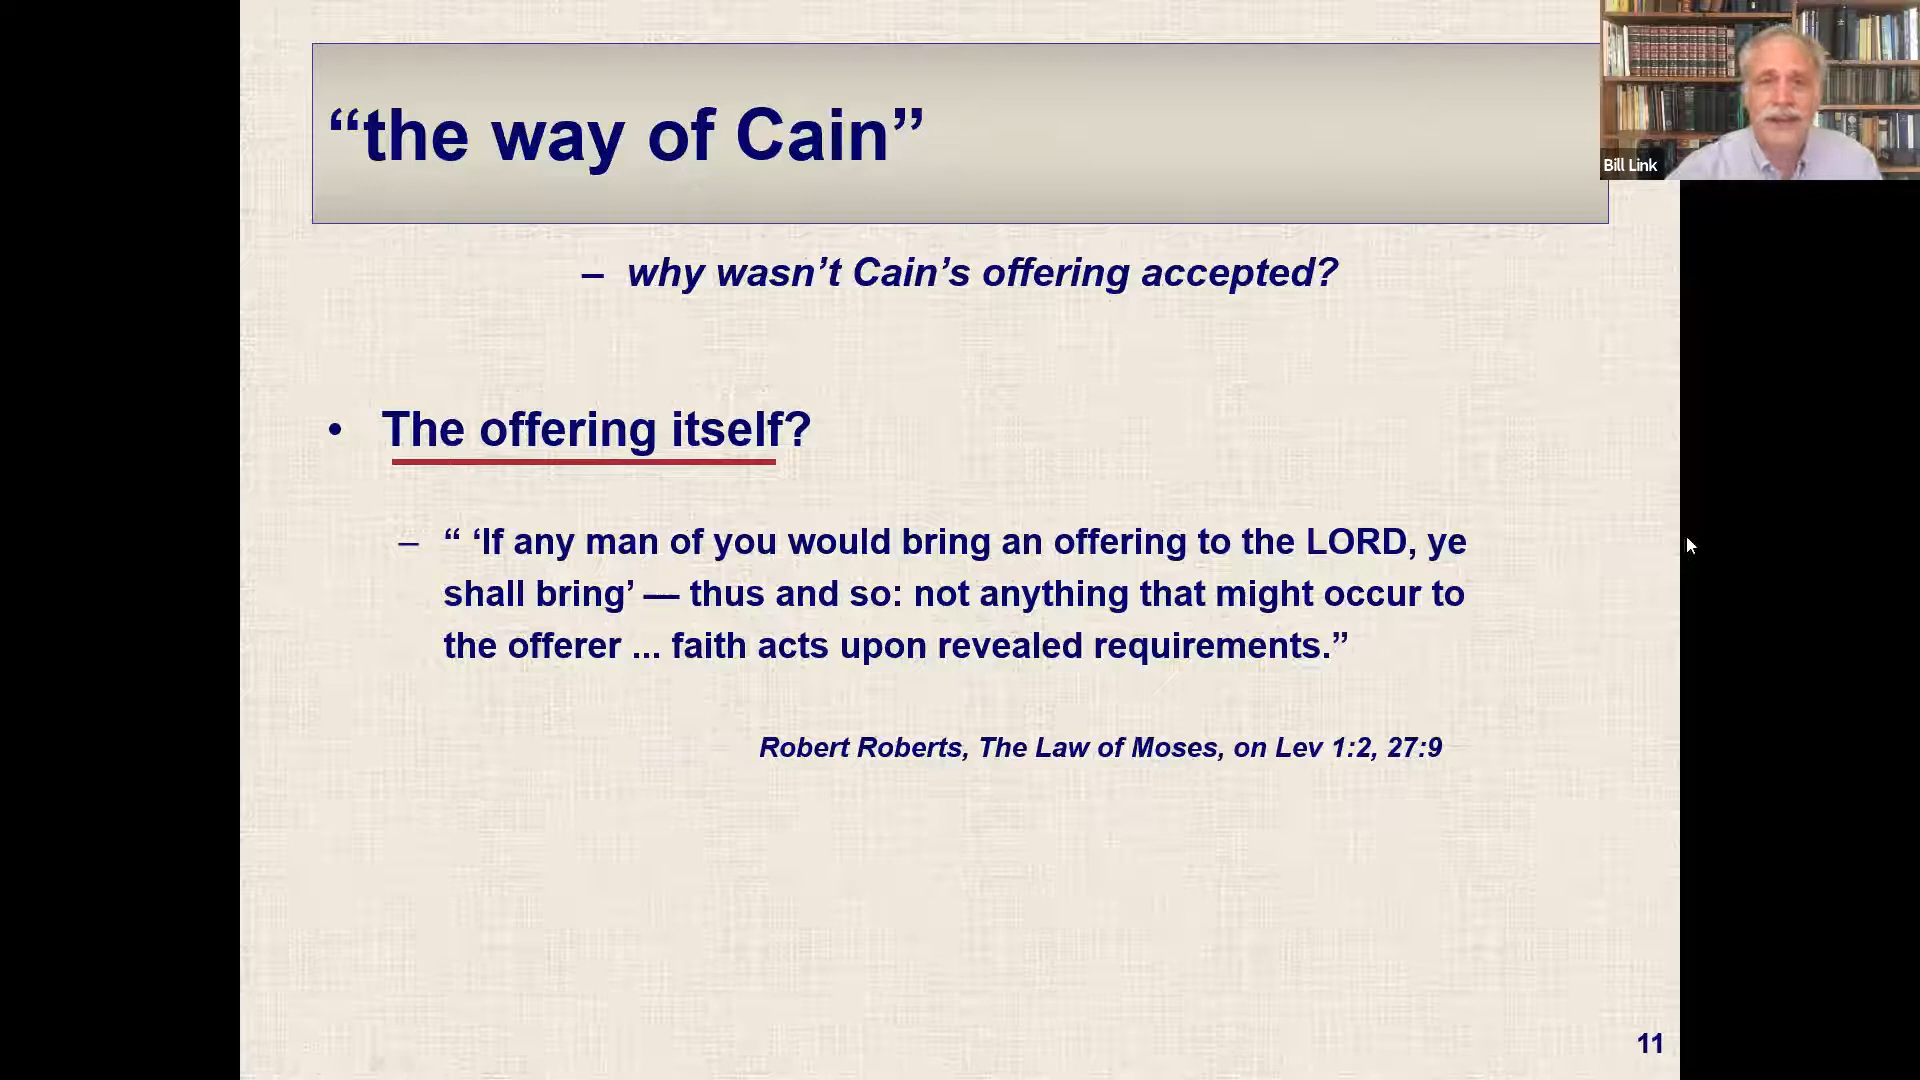 “the way of Cain”
Bill Link
– why wasn’t Cain’s offering accepted?
• The offering itself?
– “ ‘If any man of you would bring an offering to the LORD, ye
shall bring’ — thus and so: not anything that might occur to
the offerer ... faith acts upon revealed requirements.”
Robert Roberts, The Law of Moses, on Lev 1:2, 27:9
11